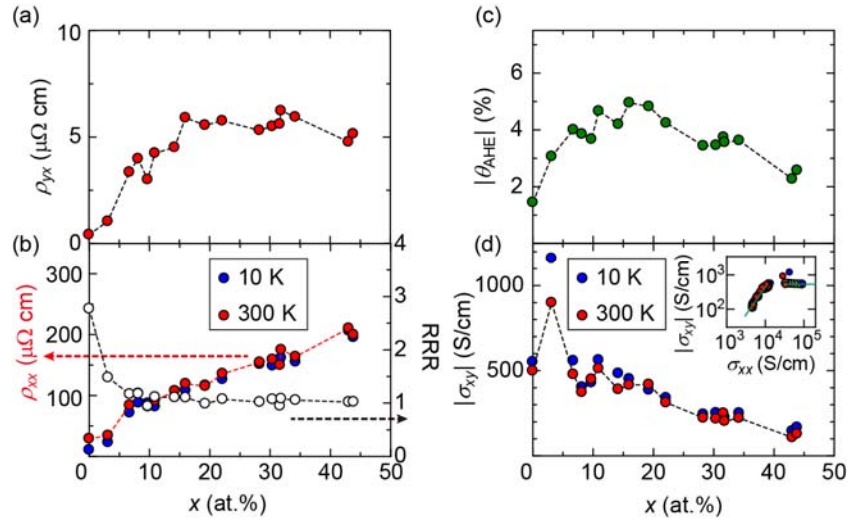 (a)
10
5
0
ρyx (μΩ cm)
(b)
300
200
100
0
ρxx (μΩ cm)
10 K
300 K
4
3
2
1
0
RRR
0 10 20 30 40 50
x (at.%)
(c)
6
4
2
|θAHE| (%)
(d)
1000
500
0
|σxy| (S/cm)
10 K
300 K
10³
10²
|σxy| (S/cm)
10³ 10⁴ 10⁵
σxx (S/cm)
0 10 20 30 40 50
x (at.%)